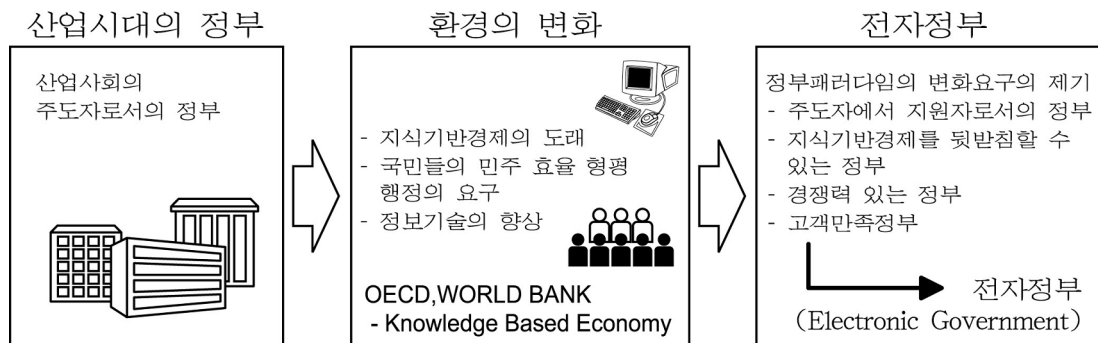 산업시대의 정부
산업사회의
주도자로서의 정부
환경의 변화
- 지식기반경제의 도래
- 국민들의 민주 효율 형평
행정의 요구
- 정보기술의 향상
OECD,WORLD BANK
- Knowledge Based Economy
전자정부
정부패러다임의 변화요구의 제기
- 주도자에서 지원자로서의 정부
- 지식기반경제를 뒷받침할 수
있는 정부
- 경쟁력 있는 정부
- 고객만족정부
전자정부
(Electronic Government)